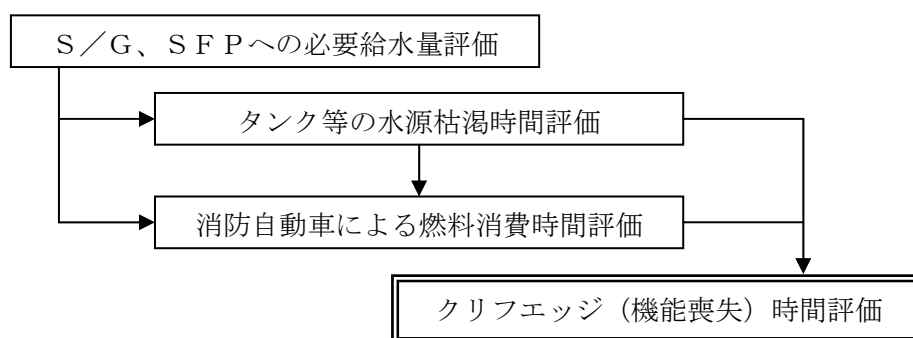 Ｓ／Ｇ、ＳＦＰへの必要給水量評価
タンク等の水源枯渇時間評価
消防自動車による燃料消費時間評価
クリフエッジ（機能喪失）時間評価